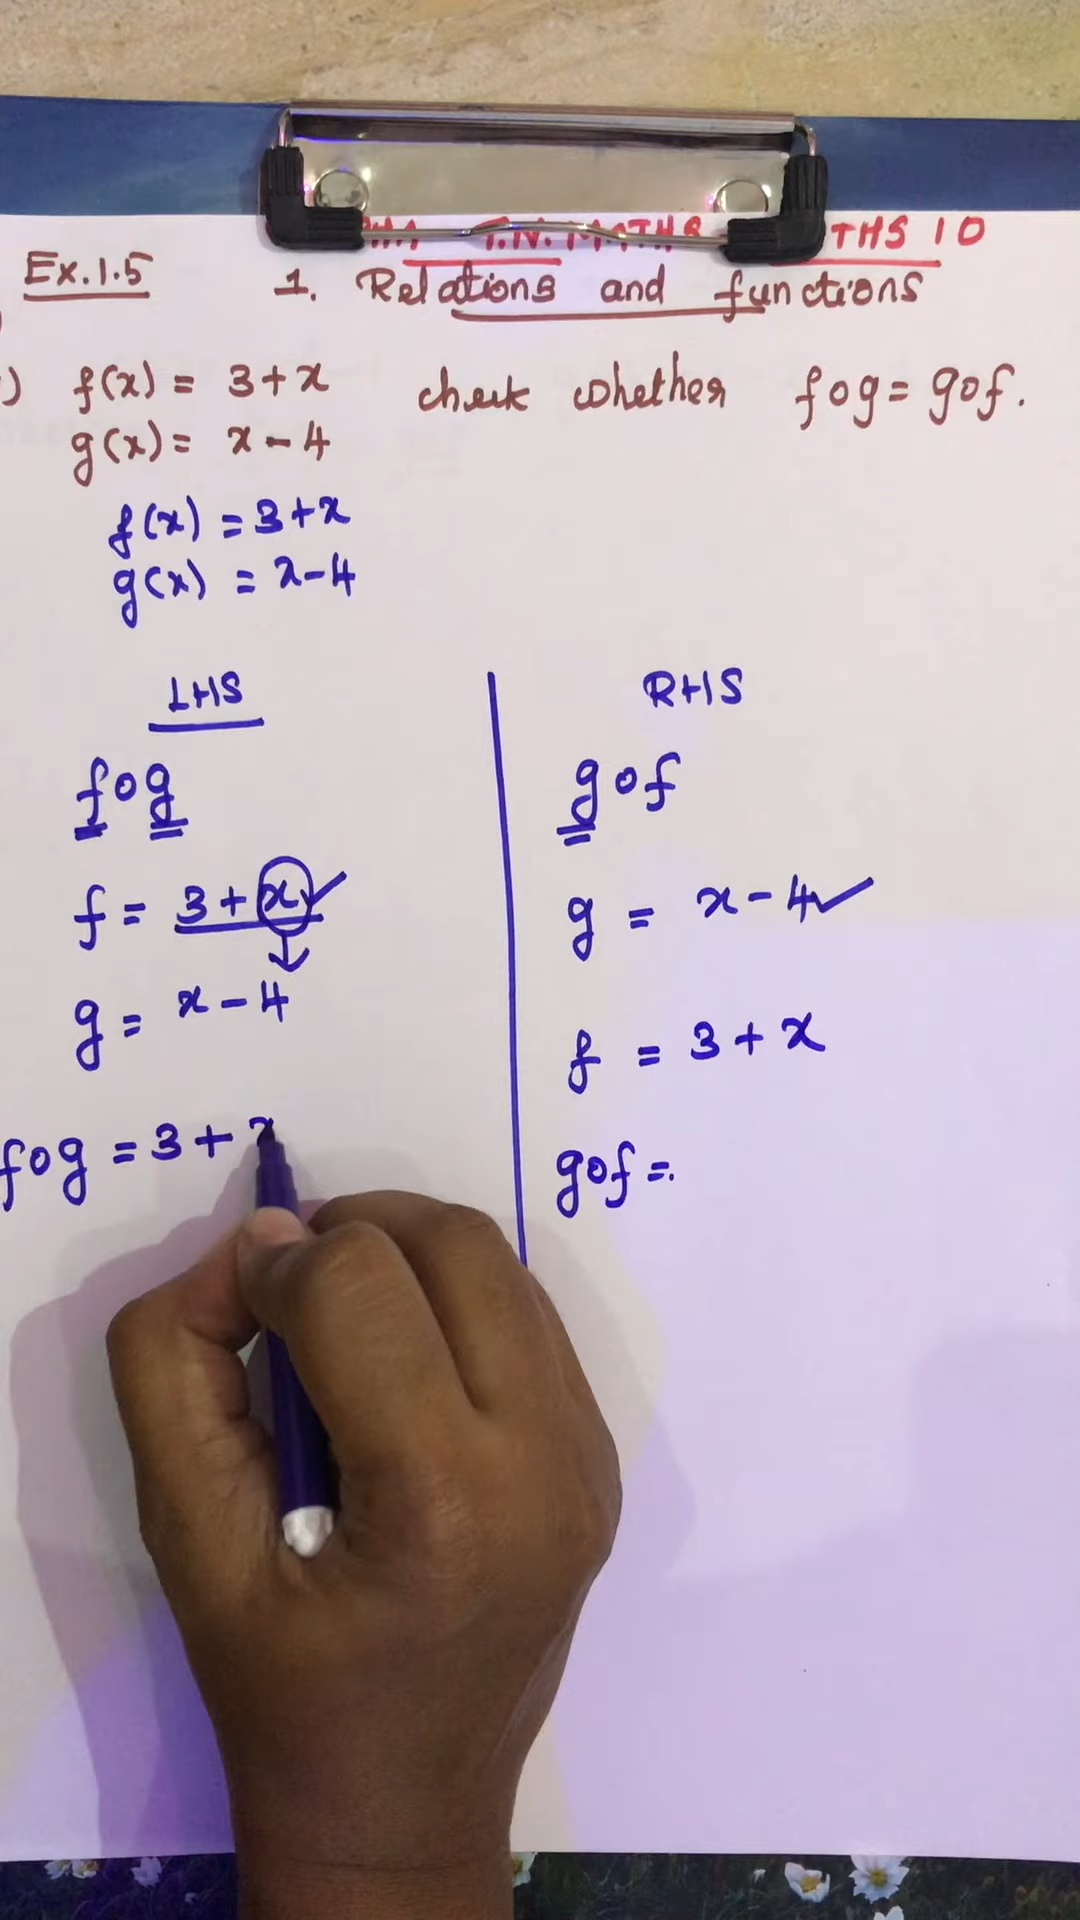 T.N. MATHS THS 10
Ex.1.5 1. Relations and functions
) f(x) = 3+x check whether fog = gof.
g(x) = x-4
f(x) = 3+x
g(x) = x-4
LHS
fog
f = 3+x
g = x-4
fog = 3+x
RHS
gof
g = x-4
f = 3+x
gof =